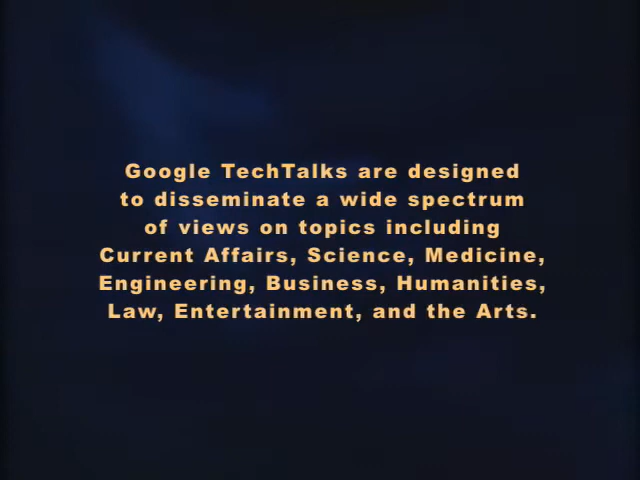 Google TechTalks are designed
to disseminate a wide spectrum
of views on topics including
Current Affairs, Science, Medicine,
Engineering, Business, Humanities,
Law, Entertainment, and the Arts.